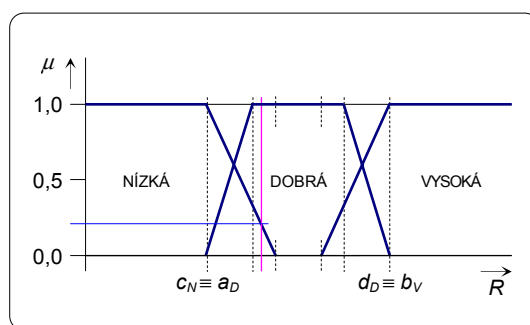 μ
1,0
0,5
NÍZKÁ DOBRÁ VYSOKÁ
0,0
c_N ≡ a_D d_D ≡ b_V R